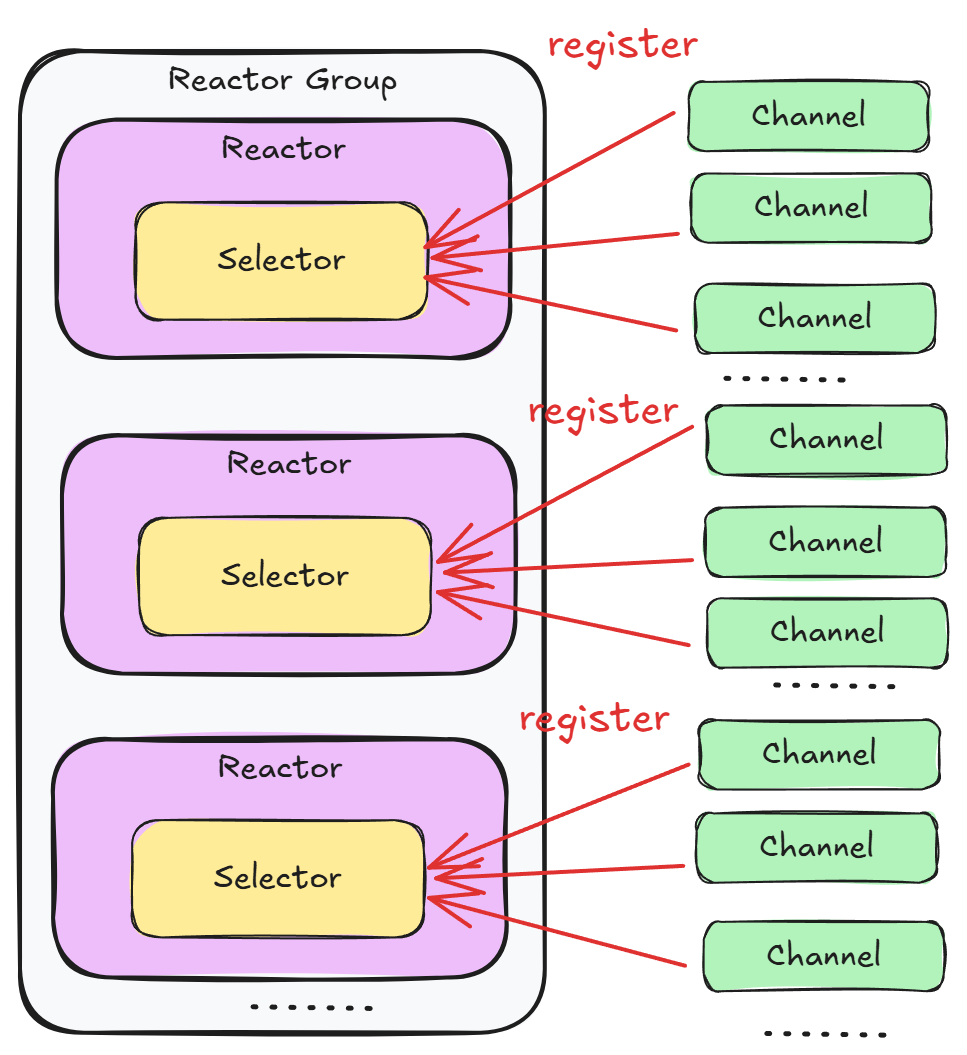 register
Reactor Group
Channel
Reactor
Channel
Selector
Channel
.......
register
Channel
Reactor
Channel
Selector
Channel
.......
register
Channel
Reactor
Channel
Selector
Channel
.......
.......